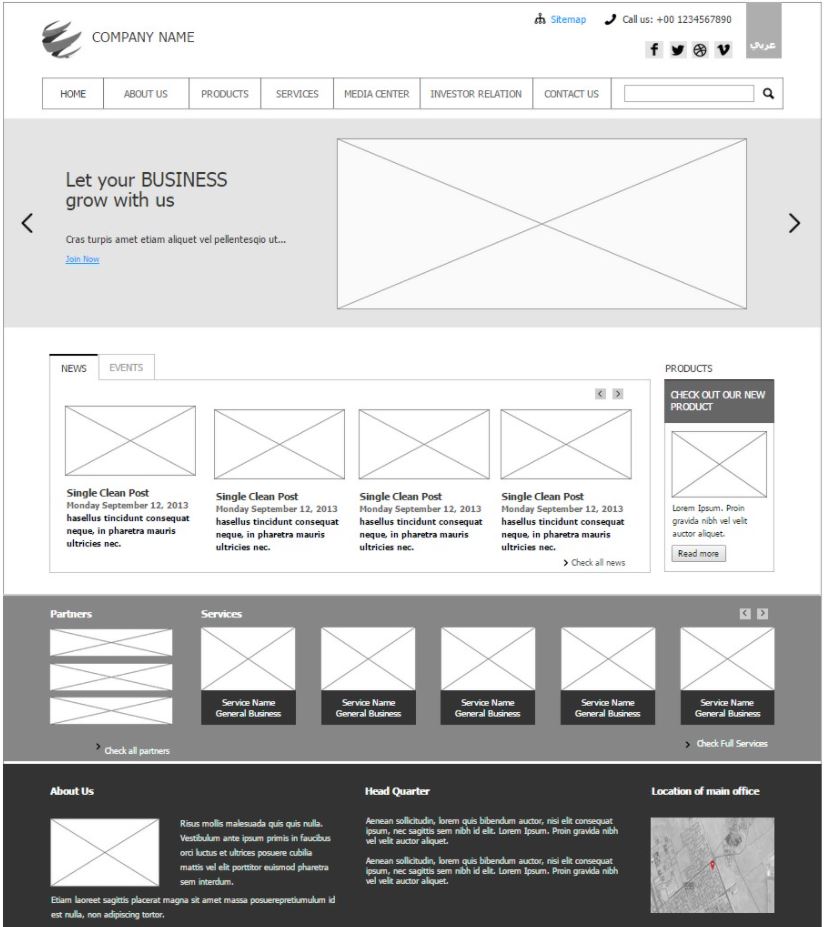 Sitemap
Call us: +00 1234567890
عربي
COMPANY NAME
HOME
ABOUT US
PRODUCTS
SERVICES
MEDIA CENTER
INVESTOR RELATION
CONTACT US
Let your BUSINESS
grow with us
Cras turpis amet etiam aliquet vel pellentesqio ut...
Join Now
NEWS
EVENTS
Single Clean Post
Monday September 12, 2013
hasellus tincidunt consequat
neque, in pharetra mauris
ultricies nec.
Single Clean Post
Monday September 12, 2013
hasellus tincidunt consequat
neque, in pharetra mauris
ultricies nec.
Single Clean Post
Monday September 12, 2013
hasellus tincidunt consequat
neque, in pharetra mauris
ultricies nec.
Single Clean Post
Monday September 12, 2013
hasellus tincidunt consequat
neque, in pharetra mauris
ultricies nec.
Check all news
PRODUCTS
CHECK OUT OUR NEW
PRODUCT
Lorem Ipsum. Proin
gravida nibh vel velit
auctor aliquet.
Read more
Partners
Check all partners
Services
Service Name
General Business
Service Name
General Business
Service Name
General Business
Service Name
General Business
Service Name
General Business
Check Full Services
About Us
Risus mollis malesuada quis quis nulla.
Vestibulum ante ipsum primis in faucibus
orci luctus et ultrices posuere cubilia
mattis vel elit porttitor euismod pharetra
sem interdum.
Etiam laoreet sagittis placerat magna sit amet massa posuerepretiumulum id
est nulla, non adipiscing tortor.
Head Quarter
Aenean sollicitudin, lorem quis bibendum auctor, nisi elit consequat
ipsum, nec sagittis sem nibh id elit. Lorem Ipsum. Proin gravida nibh
vel velit auctor aliquet.
Aenean sollicitudin, lorem quis bibendum auctor, nisi elit consequat
ipsum, nec sagittis sem nibh id elit. Lorem Ipsum. Proin gravida nibh
vel velit auctor aliquet.
Location of main office